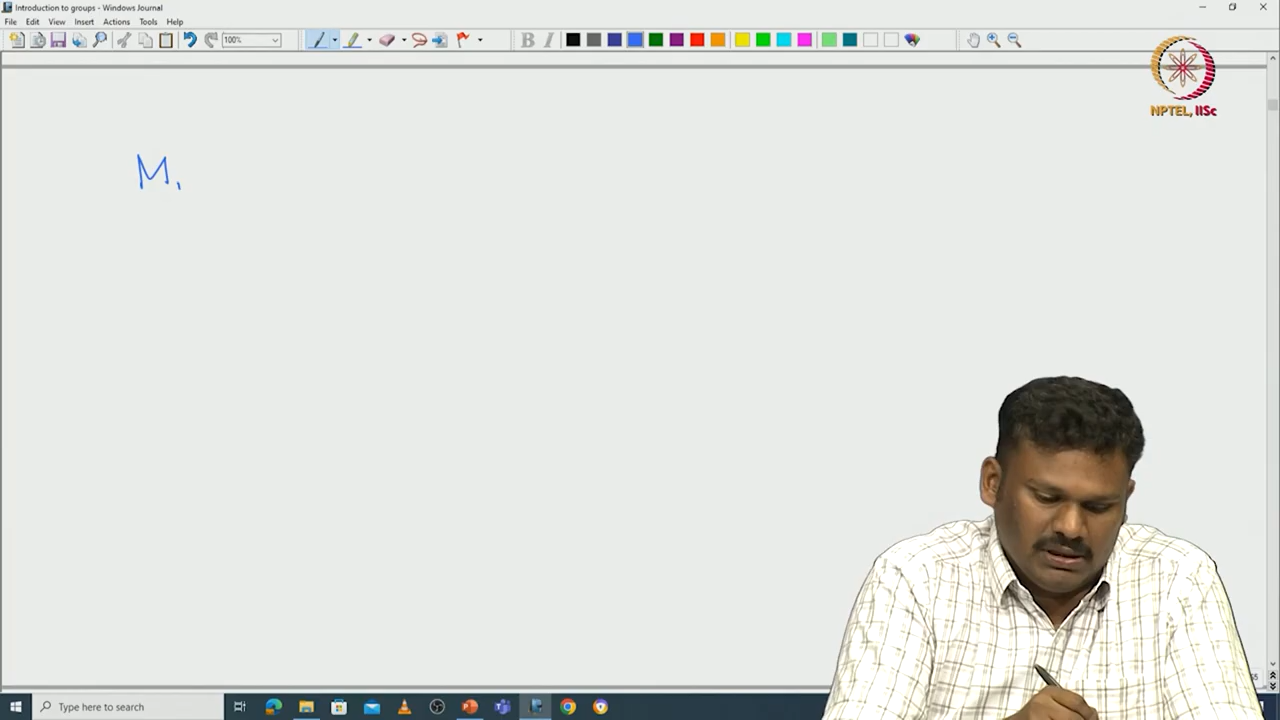 Introduction to groups - Windows Journal
File Edit View Insert Actions Tools Help
100% B I
NPTEL, IISc
M,
Type here to search